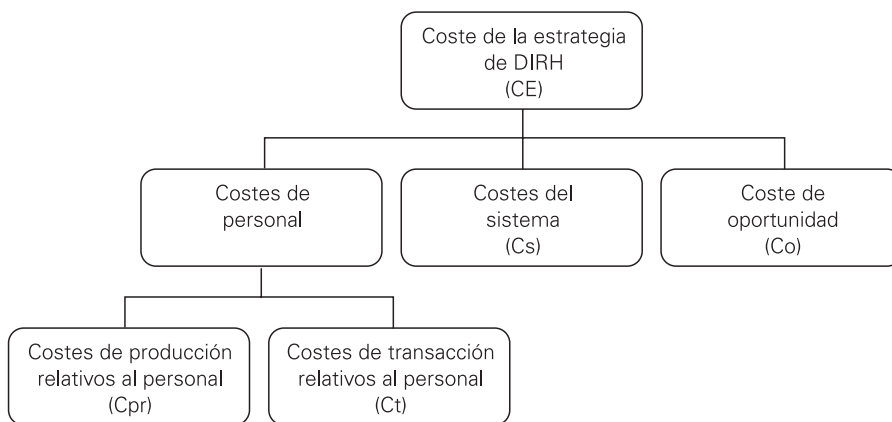 Coste de la estrategia
de DIRH
(CE)
Costes de
personal
Costes del
sistema
(Cs)
Coste de
oportunidad
(Co)
Costes de producción
relativos al personal
(Cpr)
Costes de transacción
relativos al personal
(Ct)